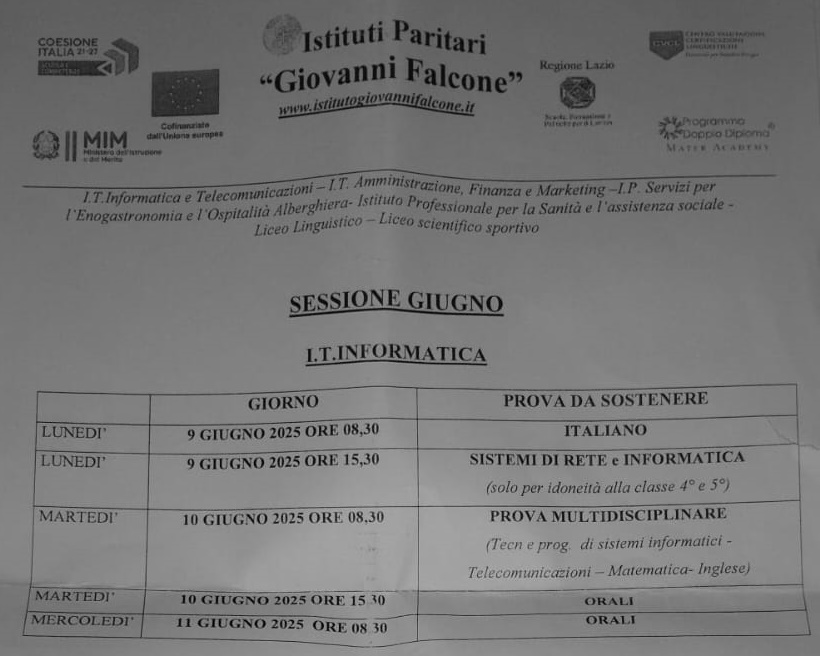 COESIONE
ITALIA 21-27
Cofinanziato
dall'Unione europea
MIM
Ministero dell'Istruzione
e del Merito
Istituti Paritari
“Giovanni Falcone”
www.istitutogiovannifalcone.it
Regione Lazio
Programma
Doppio Diploma
MATER ACADEMY
I.T.Informatica e Telecomunicazioni – I.T. Amministrazione, Finanza e Marketing –I.P. Servizi per
l'Enogastronomia e l'Ospitalità Alberghiera- Istituto Professionale per la Sanità e l'assistenza sociale -
Liceo Linguistico – Liceo scientifico sportivo
SESSIONE GIUGNO
I.T.INFORMATICA
GIORNO PROVA DA SOSTENERE
LUNEDI' 9 GIUGNO 2025 ORE 08,30 ITALIANO
LUNEDI' 9 GIUGNO 2025 ORE 15,30 SISTEMI DI RETE e INFORMATICA
(solo per idoneità alla classe 4° e 5°)
MARTEDI' 10 GIUGNO 2025 ORE 08,30 PROVA MULTIDISCIPLINARE
(Tecn e prog. di sistemi informatici -
Telecomunicazioni – Matematica- Inglese)
MARTEDI' 10 GIUGNO 2025 ORE 15 30 ORALI
MERCOLEDI' 11 GIUGNO 2025 ORE 08 30 ORALI